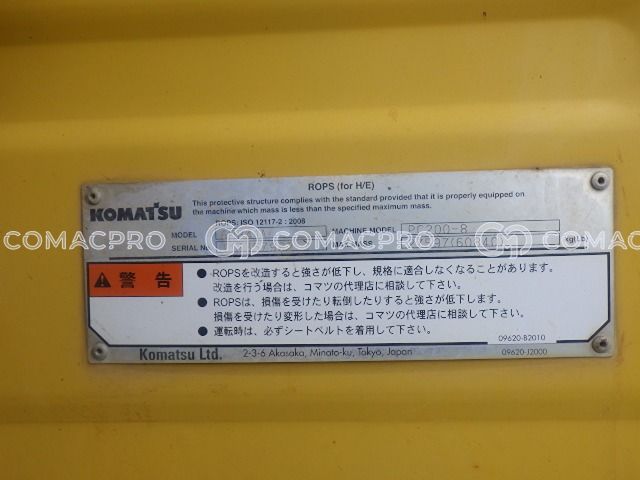 ROPS (for H/E)
This protective structure complies with the standard provided that it is properly equipped on
the machine which mass is less than the specified maximum mass.
KOMATSU
ROPS: ISO 12117-2 : 2008
MODEL
MACHINE MODEL PC200-8
SERIAL No.
MAX MASS
kg(Lb)
COMACPRO COMACPRO COMACPRO
警告
● ROPSを改造すると強さが低下し、規格に適合しなくなることがあります。
改造を行う場合は、コマツの代理店に相談して下さい。
● ROPSは、損傷を受けたり転倒したりすると強さが低下します。
損傷を受けたり変形した場合は、コマツの代理店に相談して下さい。
● 運転時は、必ずシートベルトを着用して下さい。
09620-B2010
Komatsu Ltd. 2-3-6 Akasaka, Minato-ku, Tokyo, Japan 09620-J2000